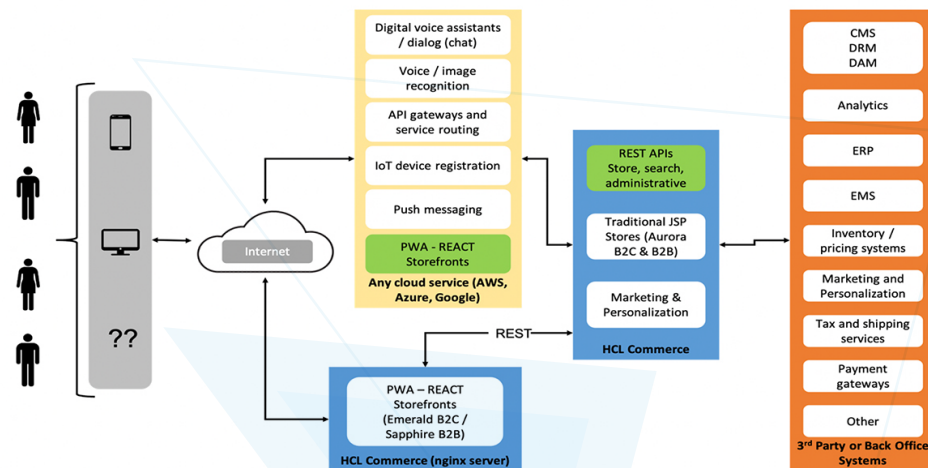 ??
Internet
Digital voice assistants
/ dialog (chat)
Voice / image
recognition
API gateways and
service routing
IoT device registration
Push messaging
PWA - REACT
Storefronts
Any cloud service (AWS,
Azure, Google)
REST
PWA – REACT
Storefronts
(Emerald B2C /
Sapphire B2B)
HCL Commerce (nginx server)
REST APIs
Store, search,
administrative
Traditional JSP
Stores (Aurora
B2C & B2B)
Marketing &
Personalization
HCL Commerce
CMS
DRM
DAM
Analytics
ERP
EMS
Inventory /
pricing systems
Marketing and
Personalization
Tax and shipping
services
Payment
gateways
Other
3rd Party or Back Office
Systems